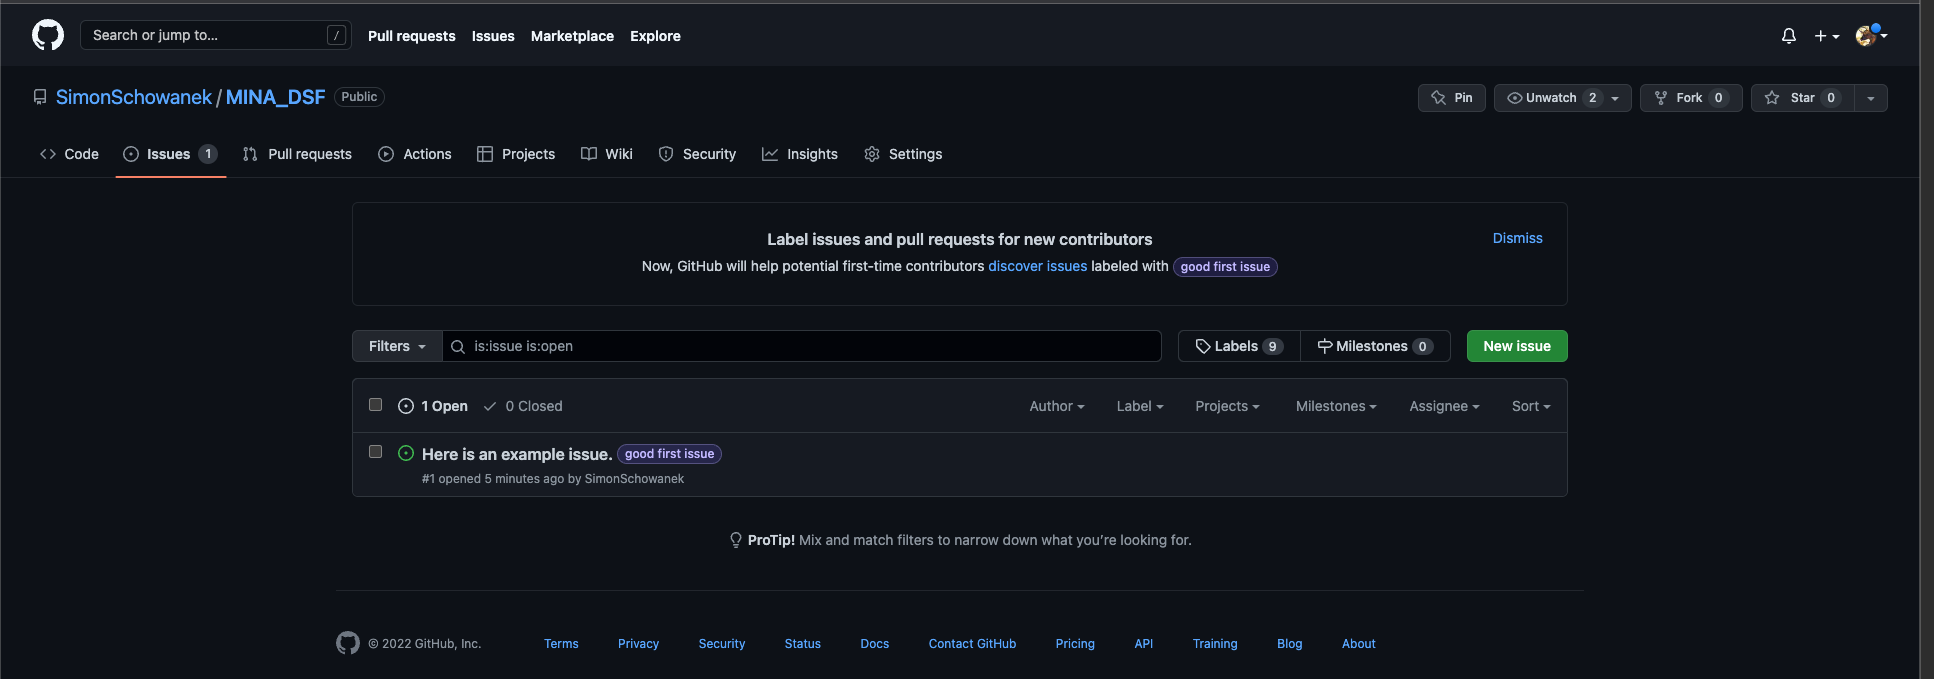 Search or jump to... / Pull requests Issues Marketplace Explore
SimonSchowanek / MINA_DSF Public Pin Unwatch 2 Fork 0 Star 0
Code Issues 1 Pull requests Actions Projects Wiki Security Insights Settings
Label issues and pull requests for new contributors
Dismiss
Now, GitHub will help potential first-time contributors discover issues labeled with good first issue
Filters is:issue is:open Labels 9 Milestones 0 New issue
1 Open 0 Closed Author Label Projects Milestones Assignee Sort
Here is an example issue. good first issue
#1 opened 5 minutes ago by SimonSchowanek
ProTip! Mix and match filters to narrow down what you’re looking for.
© 2022 GitHub, Inc. Terms Privacy Security Status Docs Contact GitHub Pricing API Training Blog About